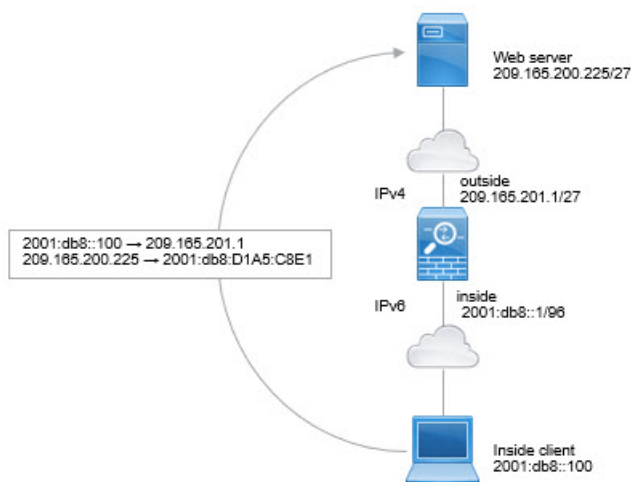 Web server
209.165.200.225/27
IPv4
outside
209.165.201.1/27
2001:db8::100 → 209.165.201.1
209.165.200.225 → 2001:db8:D1A5:C8E1
IPv6
inside
2001:db8::1/96
Inside client
2001:db8::100